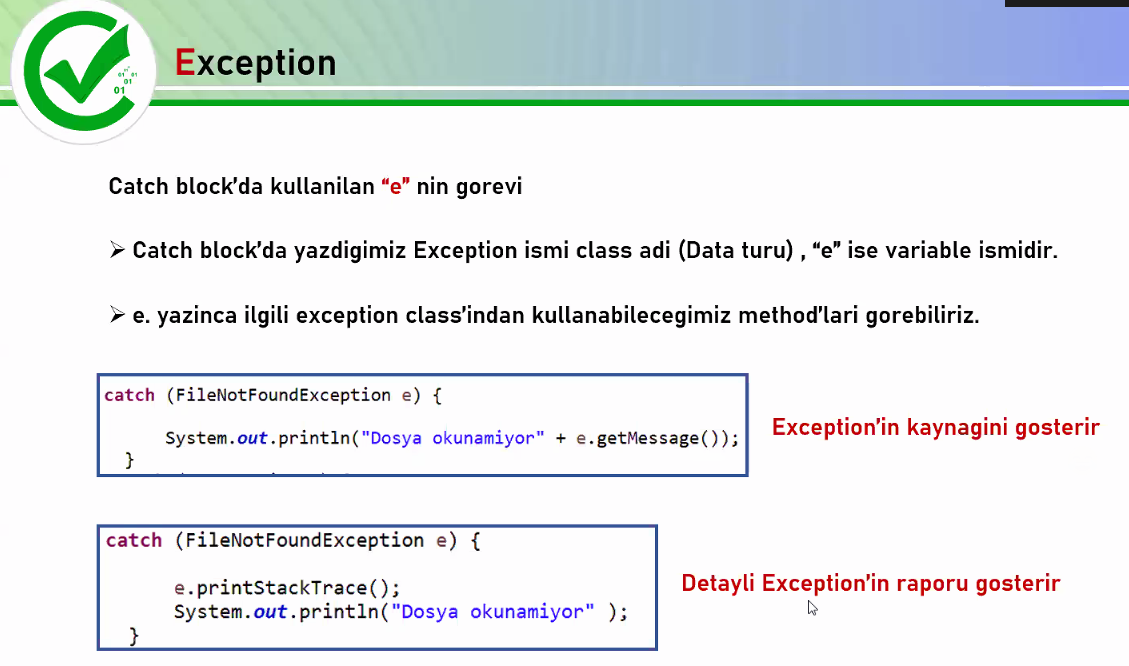 Exception
01 01
01
01
Catch block’da kullanilan “e” nin gorevi
➢ Catch block’da yazdigimiz Exception ismi class adi (Data turu) , “e” ise variable ismidir.
➢ e. yazinca ilgili exception class’indan kullanabilecegimiz method’lari gorebiliriz.
catch (FileNotFoundException e) {
System.out.println("Dosya okunamiyor" + e.getMessage());
}
Exception’in kaynagini gosterir
catch (FileNotFoundException e) {
e.printStackTrace();
System.out.println("Dosya okunamiyor" );
}
Detayli Exception’in raporu gosterir